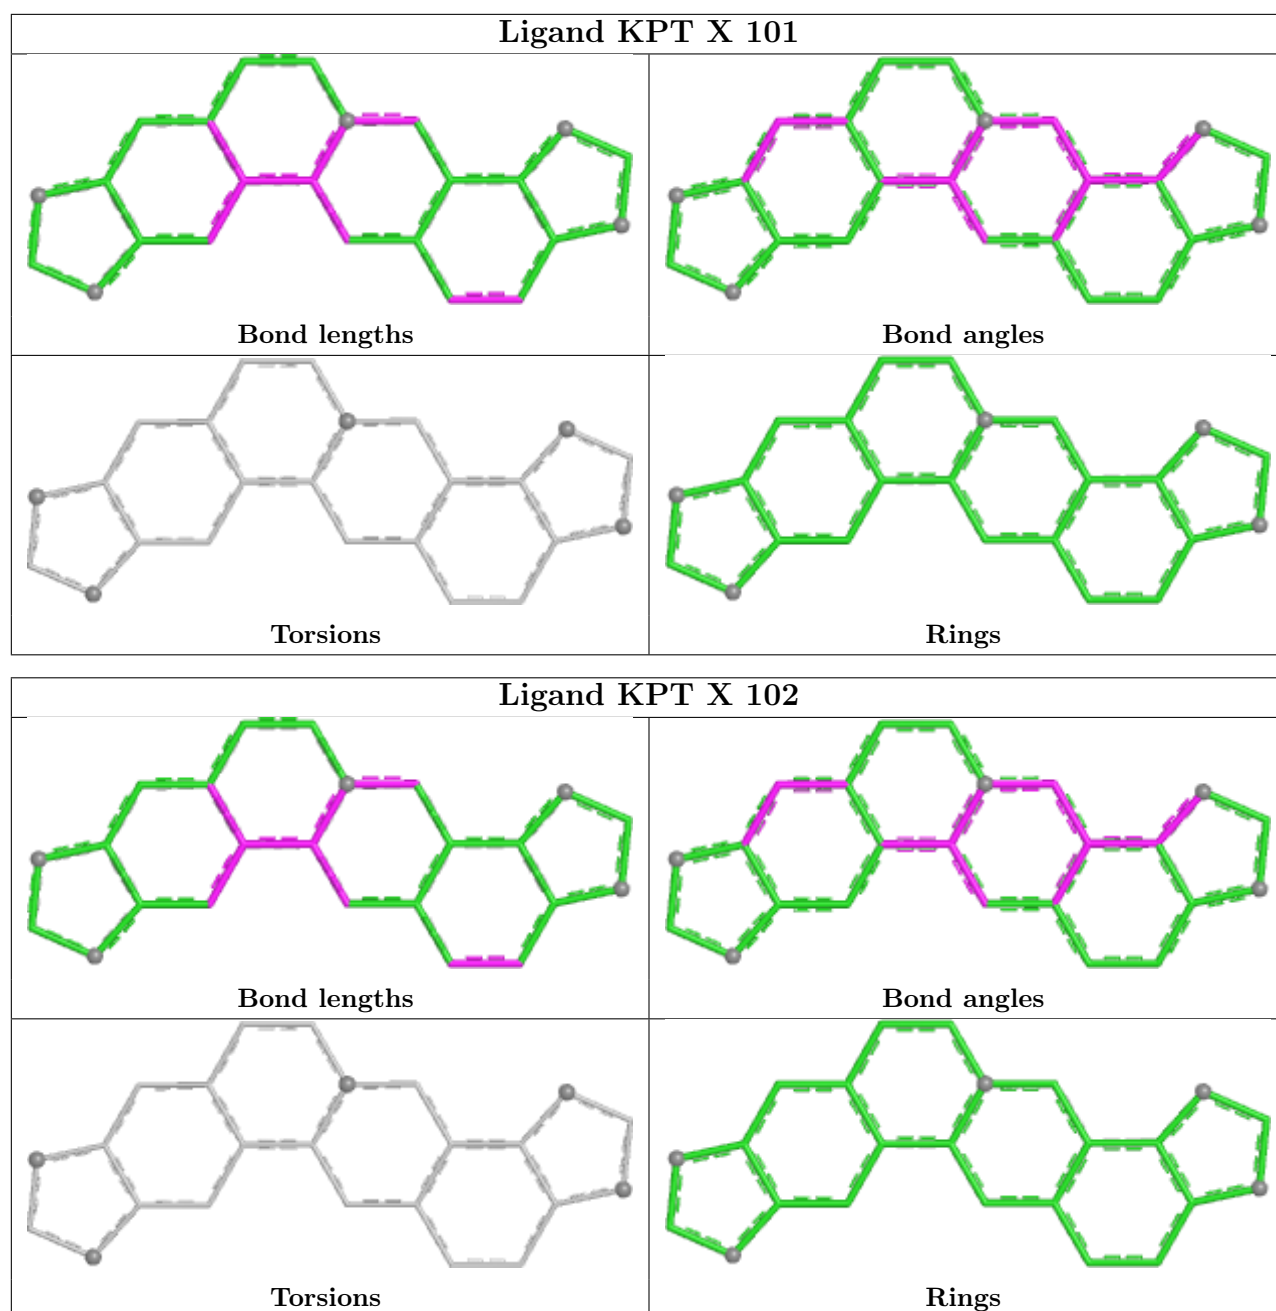 Ligand KPT X 101
Bond lengths
Bond angles
Torsions
Rings
Ligand KPT X 102
Bond lengths
Bond angles
Torsions
Rings